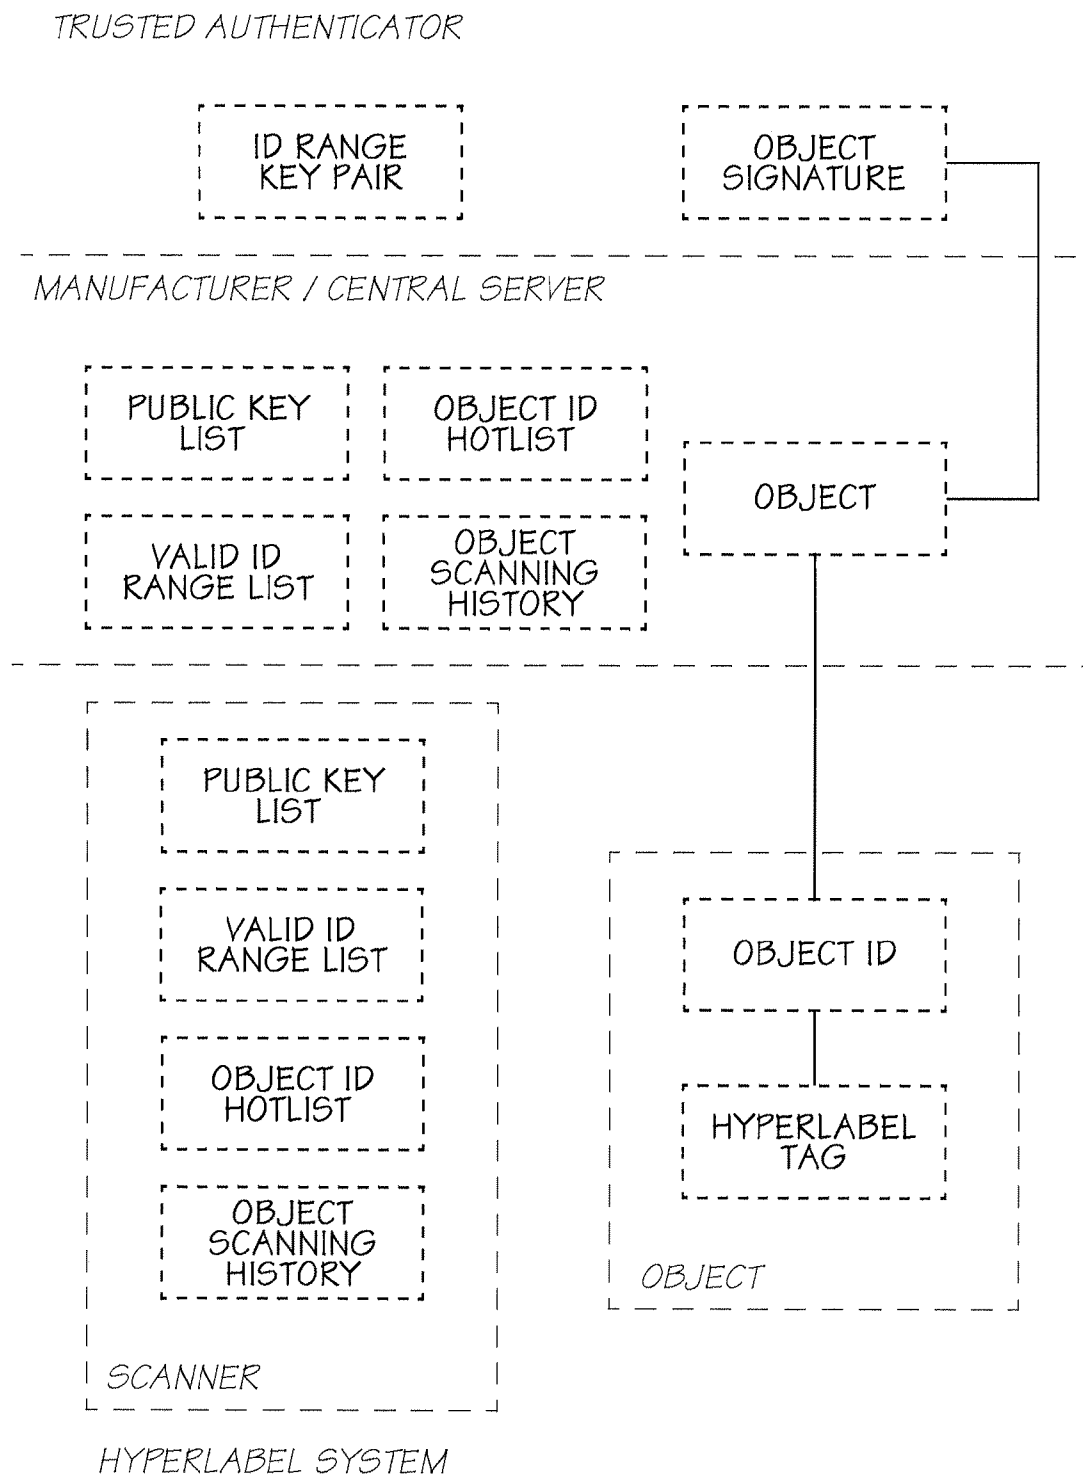 TRUSTED AUTHENTICATOR
ID RANGE
KEY PAIR
OBJECT
SIGNATURE
MANUFACTURER / CENTRAL SERVER
PUBLIC KEY
LIST
OBJECT ID
HOTLIST
OBJECT
VALID ID
RANGE LIST
OBJECT
SCANNING
HISTORY
PUBLIC KEY
LIST
VALID ID
RANGE LIST
OBJECT ID
HOTLIST
OBJECT
SCANNING
HISTORY
SCANNER
OBJECT ID
HYPERLABEL
TAG
OBJECT
HYPERLABEL SYSTEM